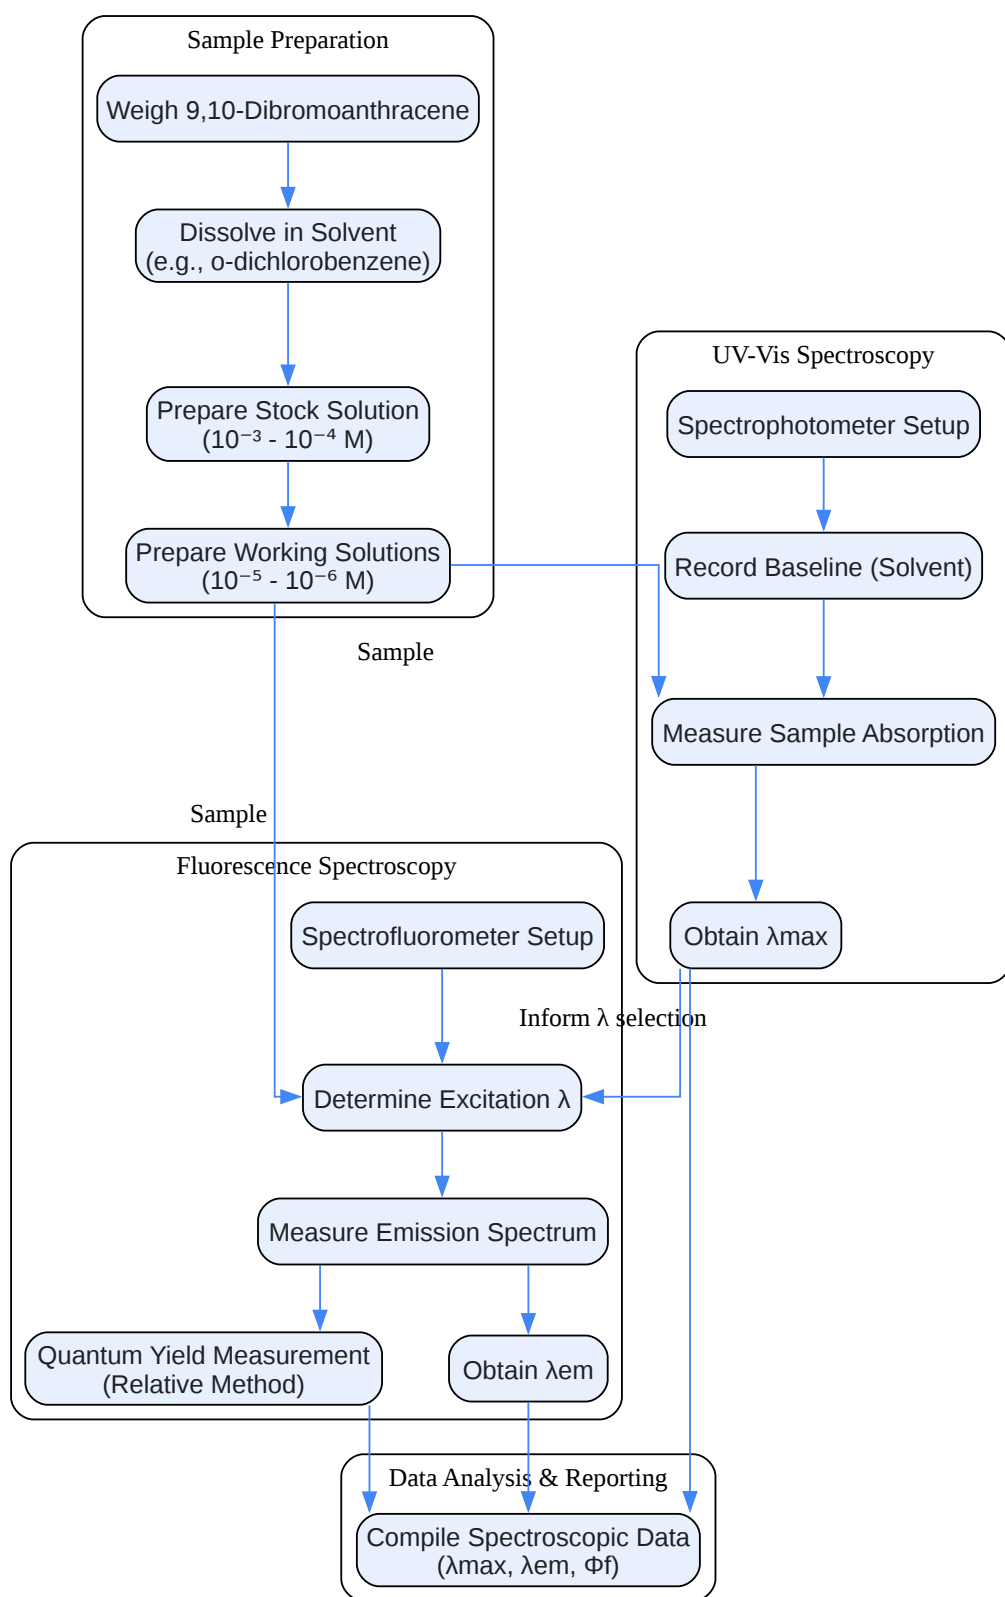 Sample Preparation
Weigh 9,10-Dibromoanthracene
Dissolve in Solvent
(e.g., o-dichlorobenzene)
Prepare Stock Solution
(10⁻³ - 10⁻⁴ M)
Prepare Working Solutions
(10⁻⁵ - 10⁻⁶ M)
UV-Vis Spectroscopy
Spectrophotometer Setup
Record Baseline (Solvent)
Sample
Measure Sample Absorption
Obtain λmax
Sample
Fluorescence Spectroscopy
Spectrofluorometer Setup
Inform λ selection
Determine Excitation λ
Measure Emission Spectrum
Quantum Yield Measurement
(Relative Method)
Obtain λem
Data Analysis & Reporting
Compile Spectroscopic Data
(λmax, λem, Φf)